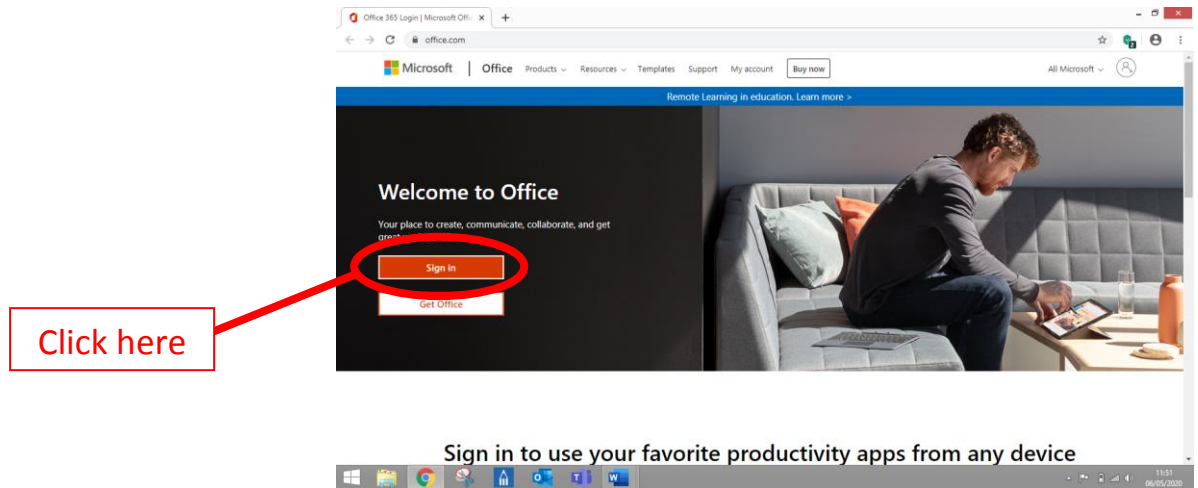 Office 365 Login | Microsoft Offic
office.com
Microsoft | Office Products Resources Templates Support My account Buy now All Microsoft
Remote Learning in education. Learn more >
Welcome to Office
Your place to create, communicate, collaborate, and get
great
Sign in
Get Office
Click here
Sign in to use your favorite productivity apps from any device
11:51
06/05/2020